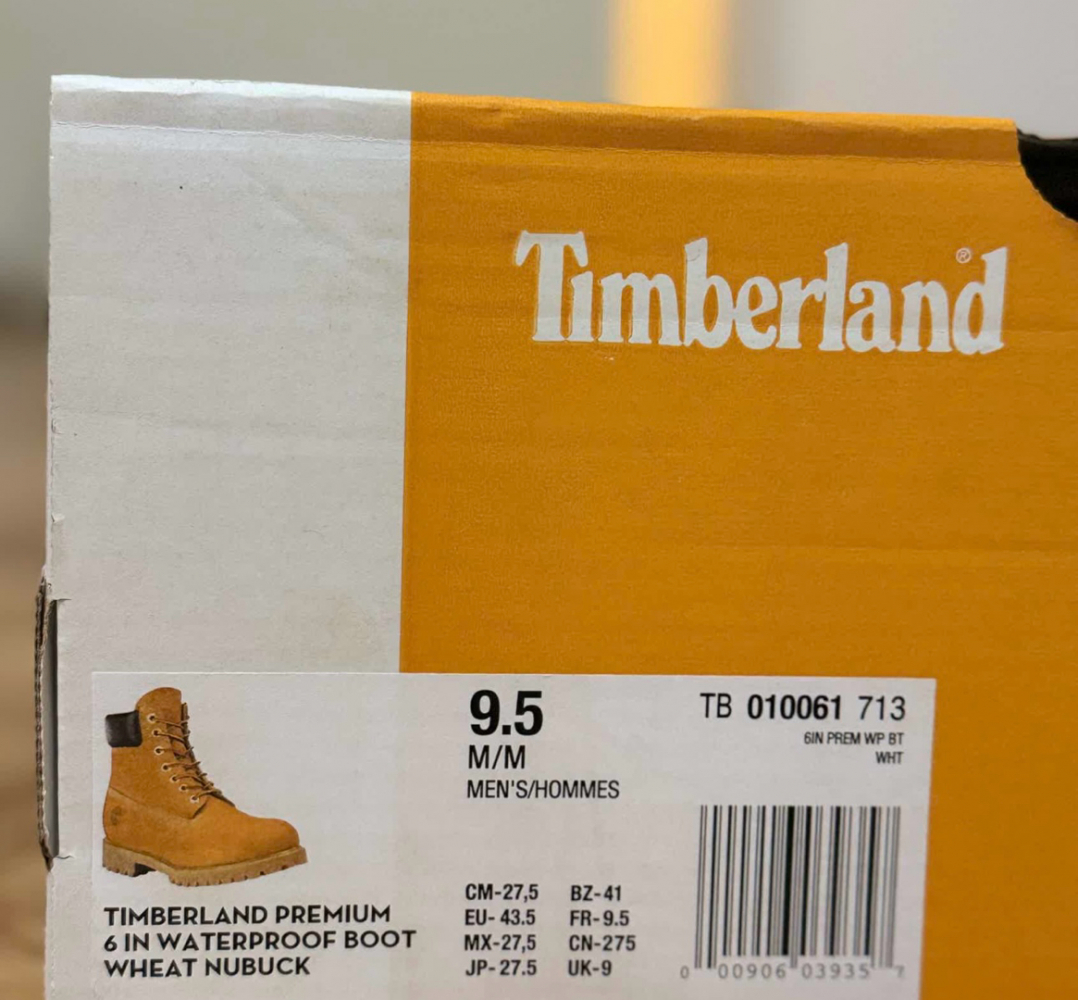 Timberland®
9.5
M/M
MEN'S/HOMMES
TB 010061 713
6IN PREM WP BT
WHT
TIMBERLAND PREMIUM
6 IN WATERPROOF BOOT
WHEAT NUBUCK
CM-27,5 BZ-41
EU-43.5 FR-9.5
MX-27,5 CN-275
JP-27.5 UK-9
0 00906 03935 7